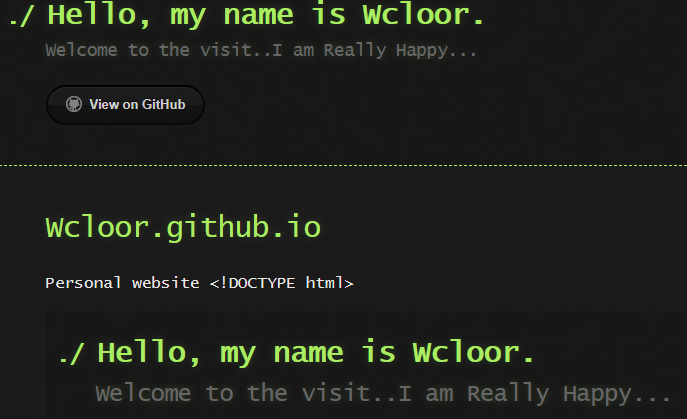 ./ Hello, my name is Wcloor.
Welcome to the visit..I am Really Happy...
View on GitHub
Wcloor.github.io
Personal website <!DOCTYPE html>
./ Hello, my name is Wcloor.
Welcome to the visit..I am Really Happy...